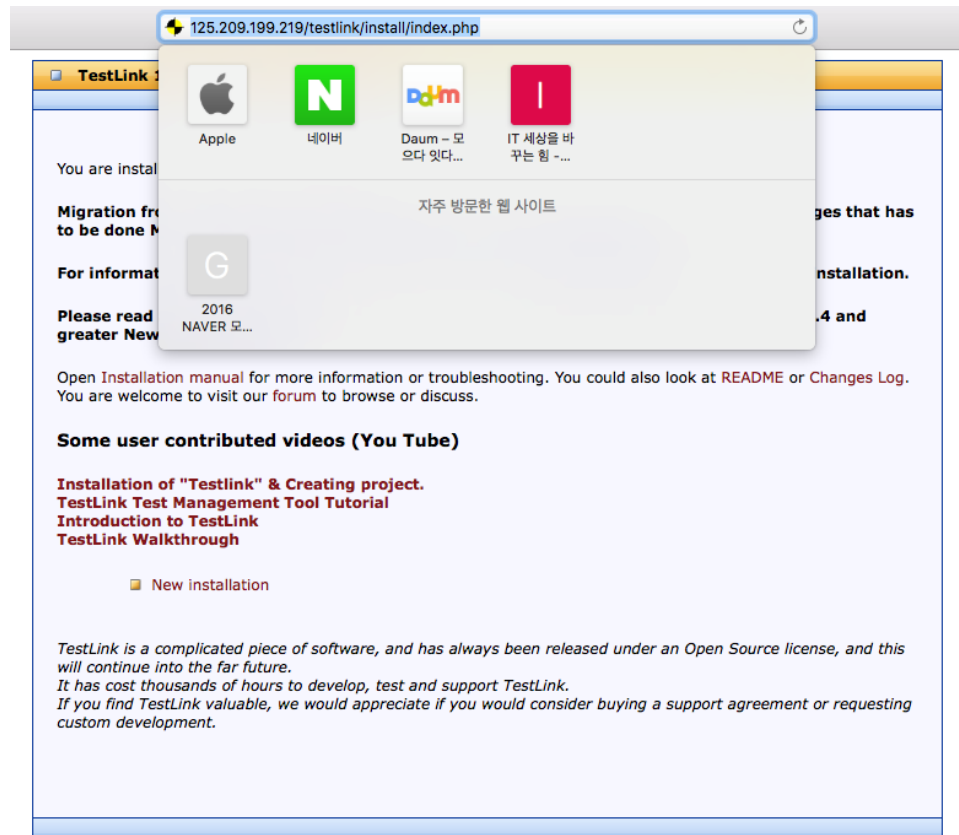 125.209.199.219/testlink/install/index.php
TestLink
N
Daum
I
Apple
네이버
Daum – 모
으다 잇다...
IT 세상을 바
꾸는 힘 -...
You are instal
자주 방문한 웹 사이트
Migration fro
ges that has
to be done M
G
For informat
nstallation.
2016
NAVER 모...
Please read
.4 and
greater New
Open Installation manual for more information or troubleshooting. You could also look at README or Changes Log.
You are welcome to visit our forum to browse or discuss.
Some user contributed videos (You Tube)
Installation of "Testlink" & Creating project.
TestLink Test Management Tool Tutorial
Introduction to TestLink
TestLink Walkthrough
New installation
TestLink is a complicated piece of software, and has always been released under an Open Source license, and this
will continue into the far future.
It has cost thousands of hours to develop, test and support TestLink.
If you find TestLink valuable, we would appreciate if you would consider buying a support agreement or requesting
custom development.